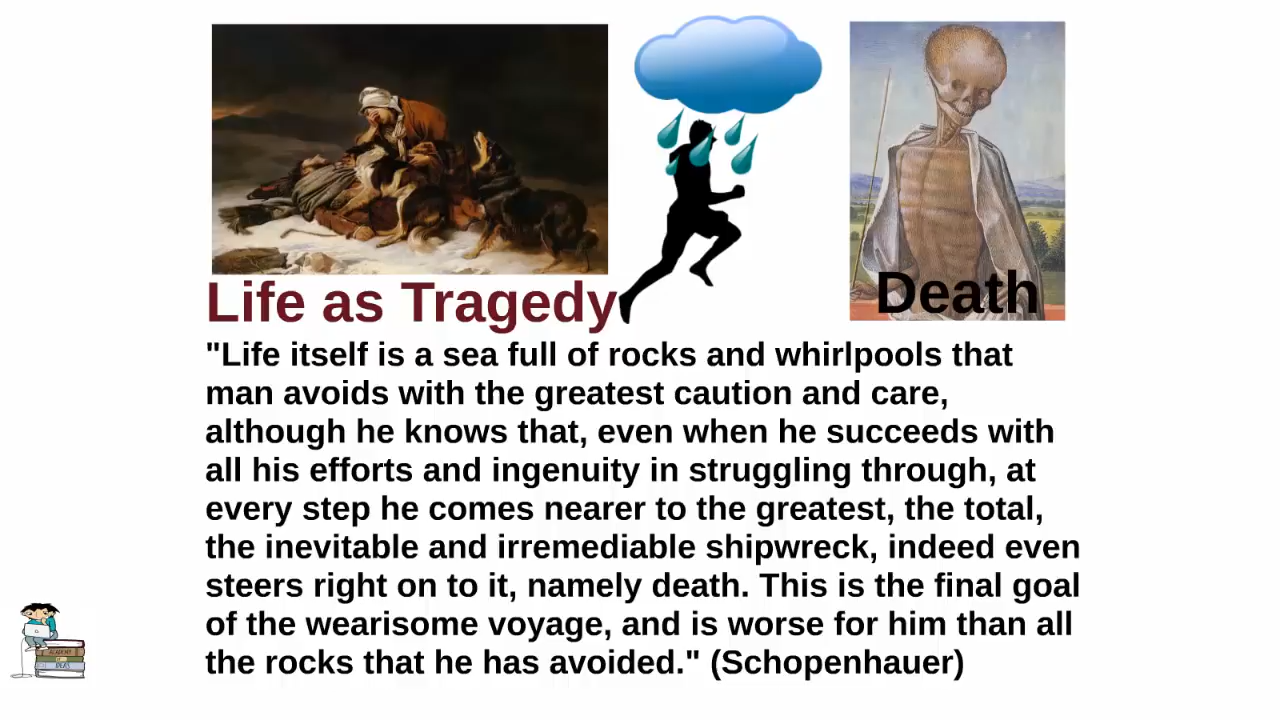 Life as Tragedy
Death
"Life itself is a sea full of rocks and whirlpools that
man avoids with the greatest caution and care,
although he knows that, even when he succeeds with
all his efforts and ingenuity in struggling through, at
every step he comes nearer to the greatest, the total,
the inevitable and irremediable shipwreck, indeed even
steers right on to it, namely death. This is the final goal
of the wearisome voyage, and is worse for him than all
the rocks that he has avoided." (Schopenhauer)
ACADEMY
OF
IDEAS